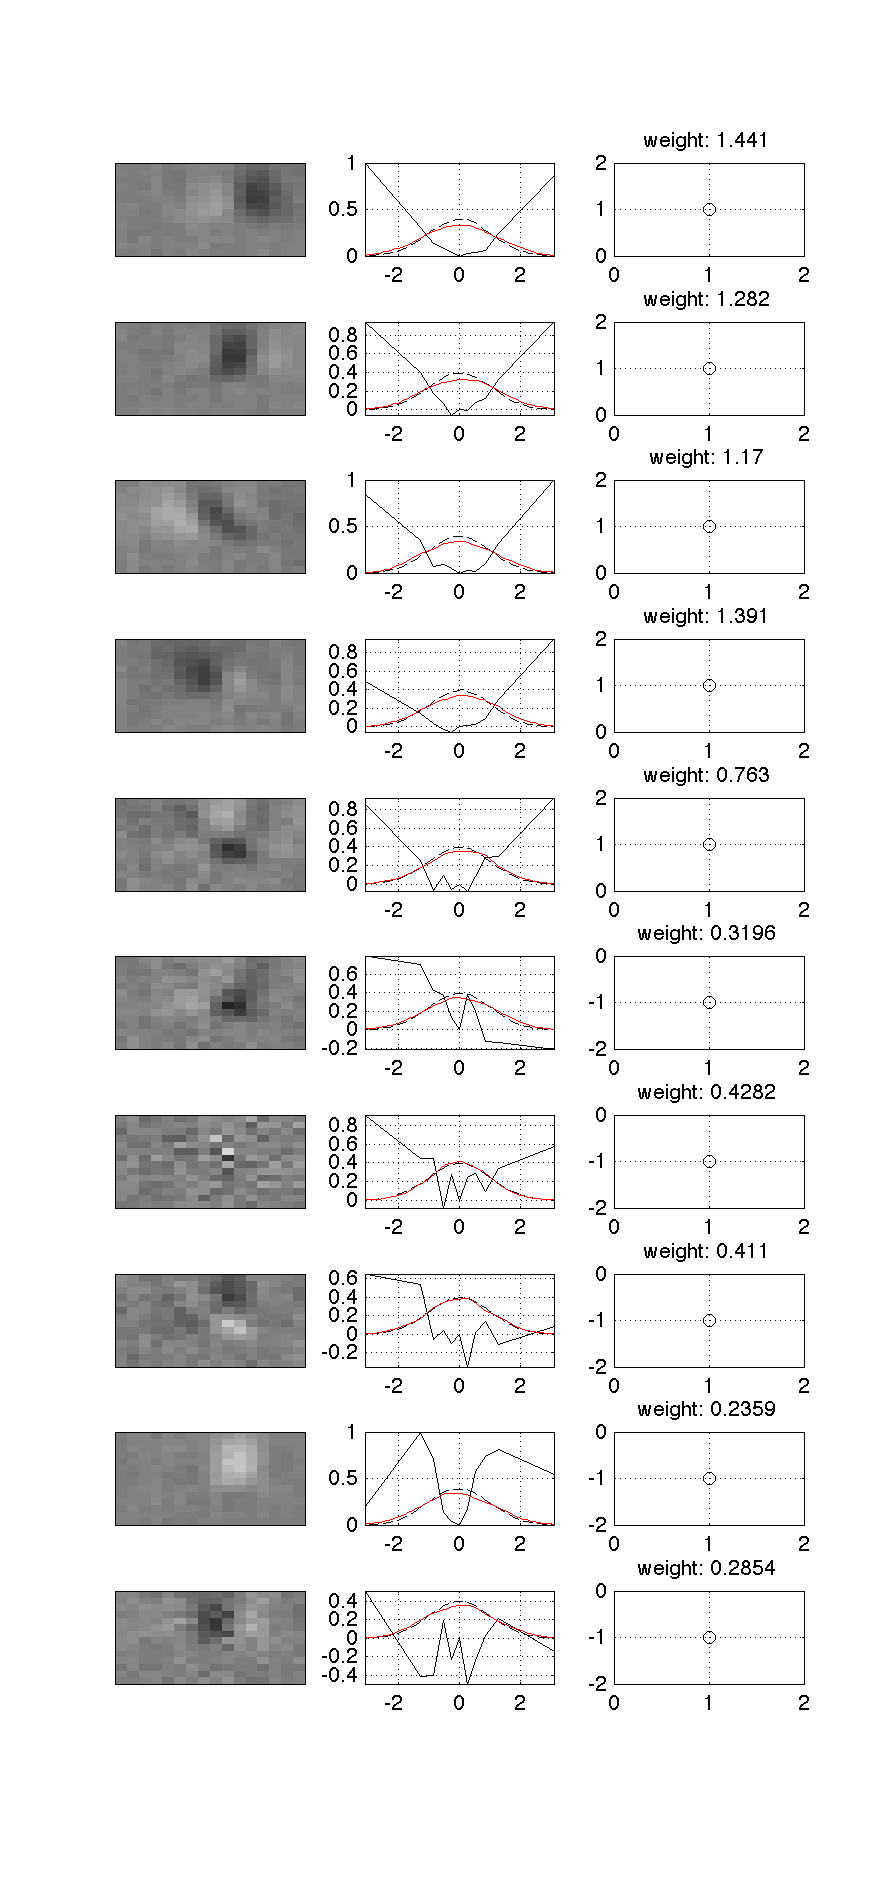 weight: 1.441
1 0.5 0 -2 0 2
2 1 0 0 1 2
weight: 1.282
0.8 0.6 0.4 0.2 0 -2 0 2
2 1 0 0 1 2
weight: 1.17
1 0.5 0 -2 0 2
2 1 0 0 1 2
weight: 1.391
0.8 0.6 0.4 0.2 0 -2 0 2
2 1 0 0 1 2
weight: 0.763
0.8 0.6 0.4 0.2 0 -2 0 2
2 1 0 0 1 2
weight: 0.3196
0.6 0.4 0.2 0 -0.2 -2 0 2
0 -1 -2 0 1 2
weight: 0.4282
0.8 0.6 0.4 0.2 0 -2 0 2
0 -1 -2 0 1 2
weight: 0.411
0.6 0.4 0.2 0 -0.2 -2 0 2
0 -1 -2 0 1 2
weight: 0.2359
1 0.5 0 -2 0 2
0 -1 -2 0 1 2
weight: 0.2854
0.4 0.2 0 -0.2 -0.4 -2 0 2
0 -1 -2 0 1 2